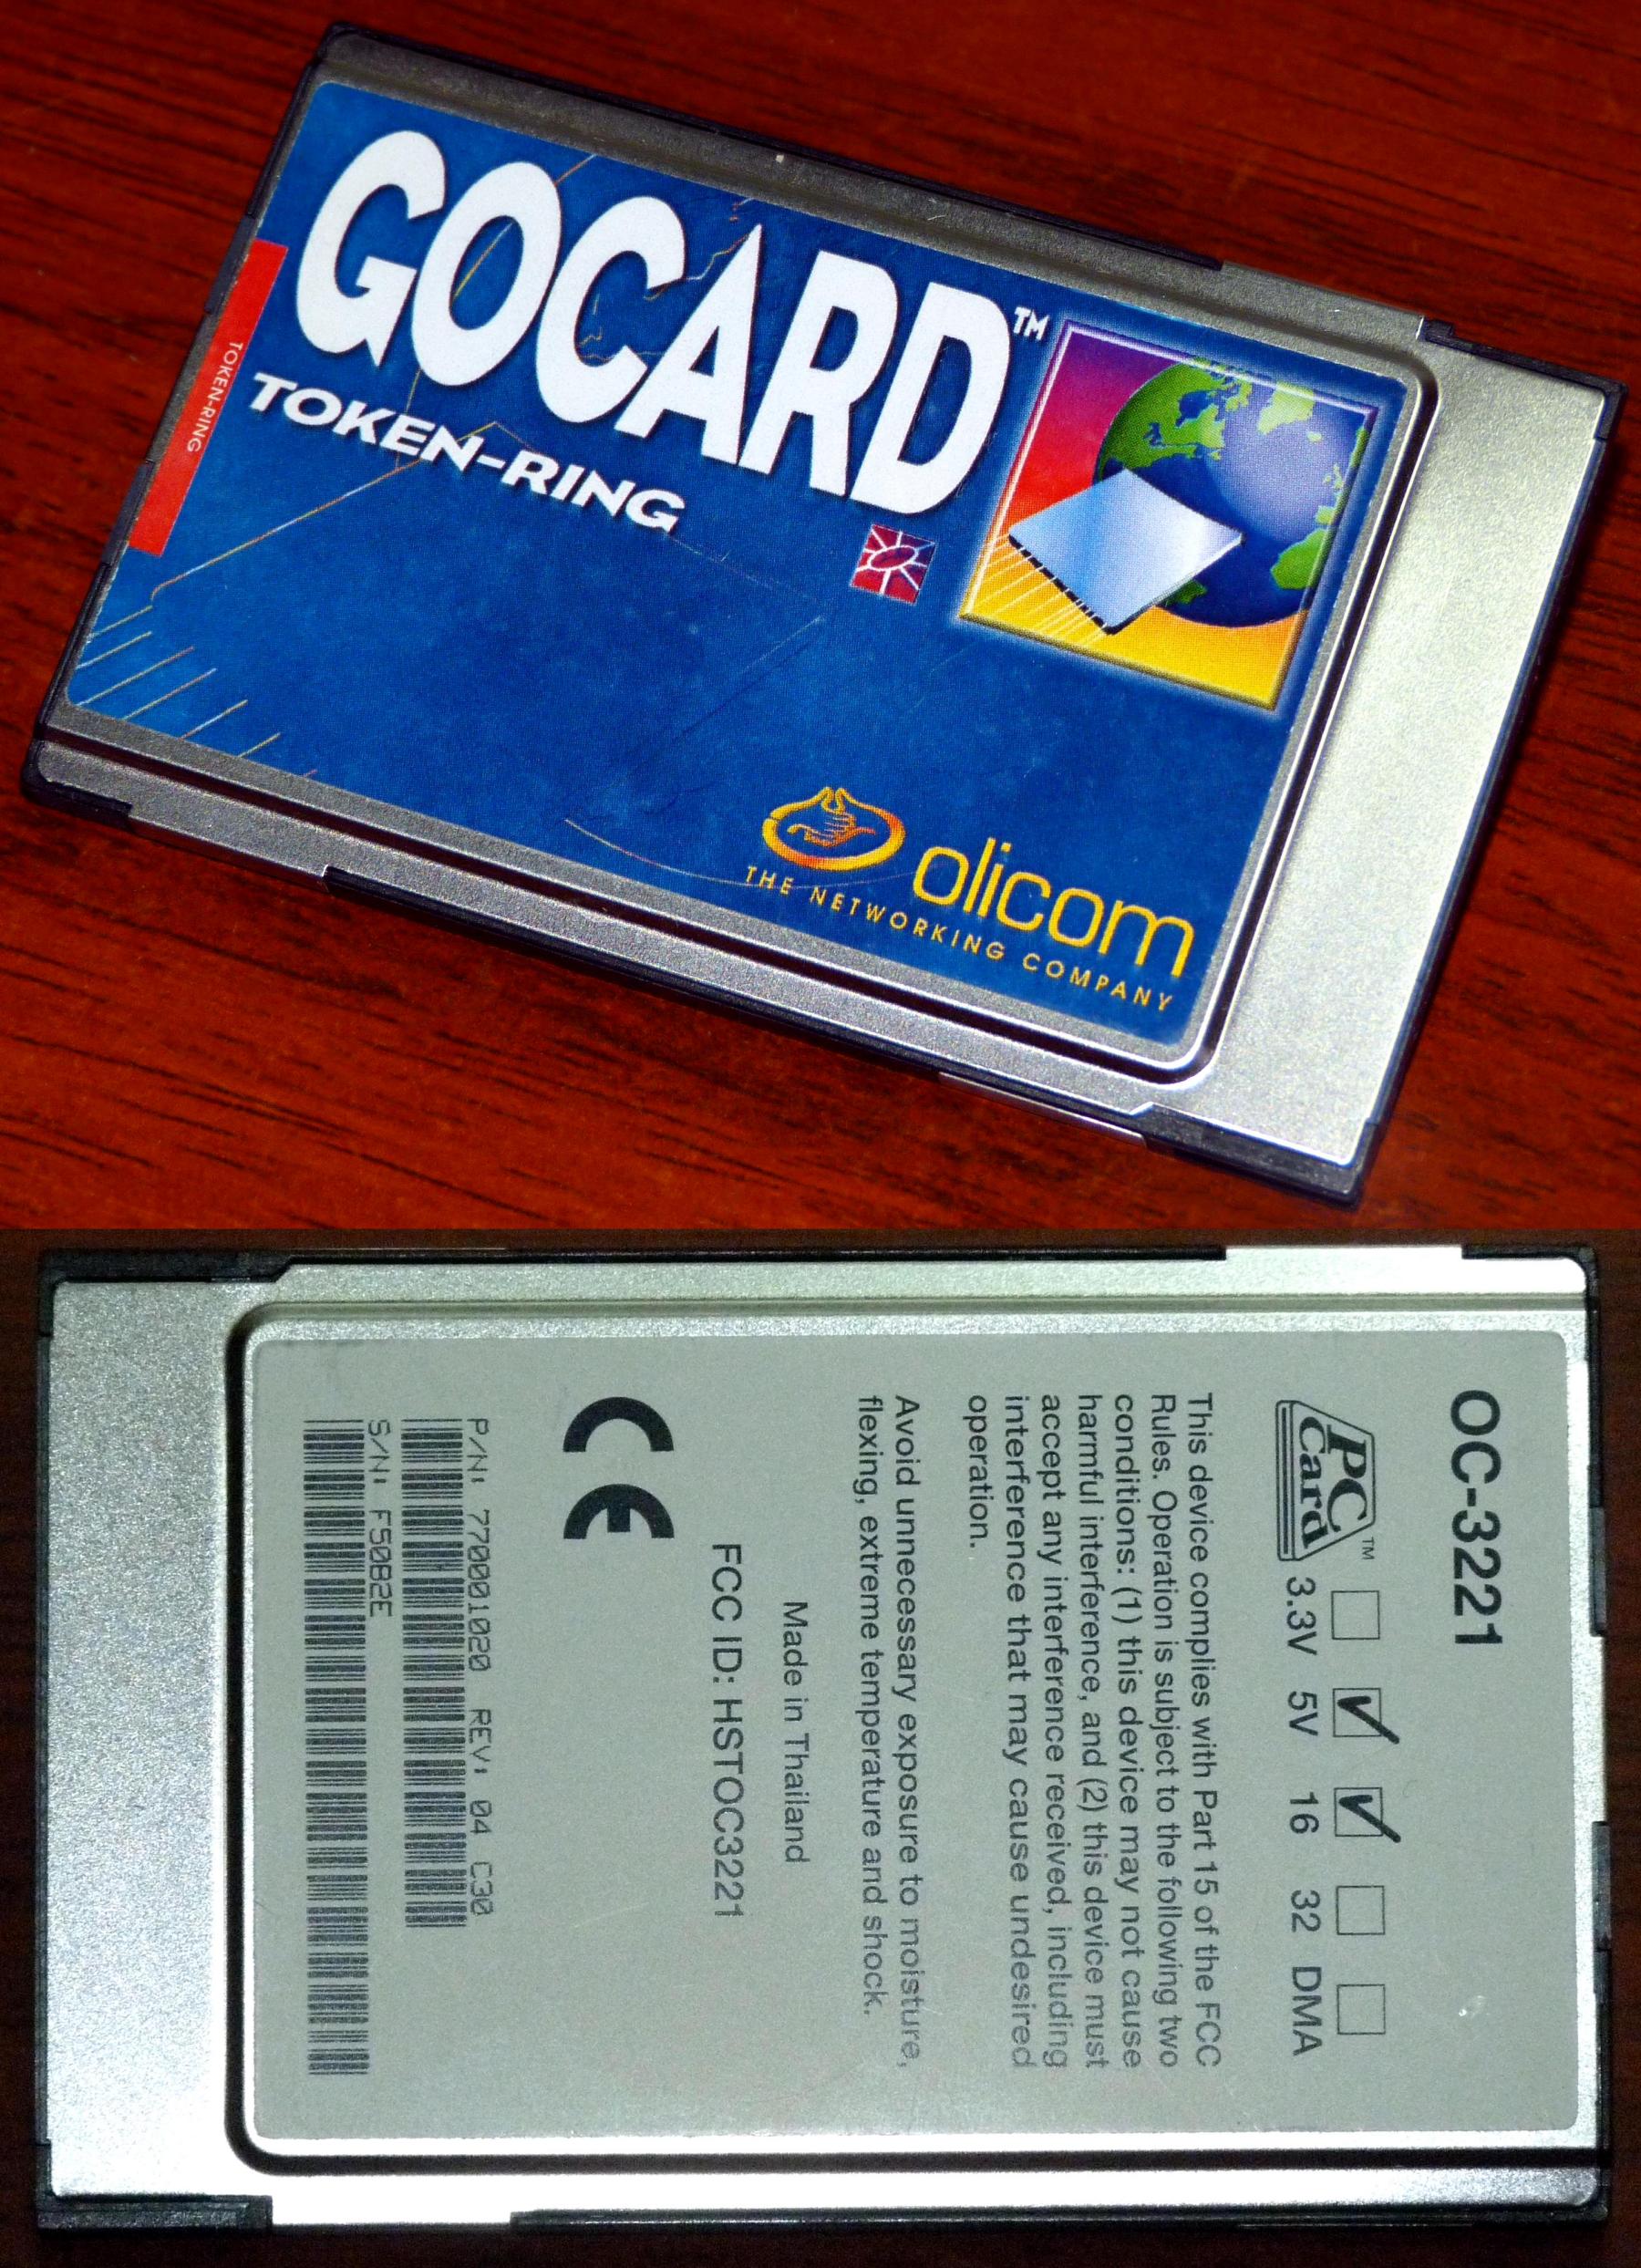 GOCARD™
TOKEN-RING
TOKEN-RING
olicom
THE NETWORKING COMPANY
OC-3221
PC Card™
3.3V 5V 16 32 DMA
This device complies with Part 15 of the FCC
Rules. Operation is subject to the following two
conditions: (1) this device may not cause
harmful interference, and (2) this device must
accept any interference received, including
interference that may cause undesired
operation.
Avoid unnecessary exposure to moisture,
flexing, extreme temperature and shock.
Made in Thailand
FCC ID: HSTOC3221
CE
P/N: 770001020 REV: 04 C30
S/N: F50B2E